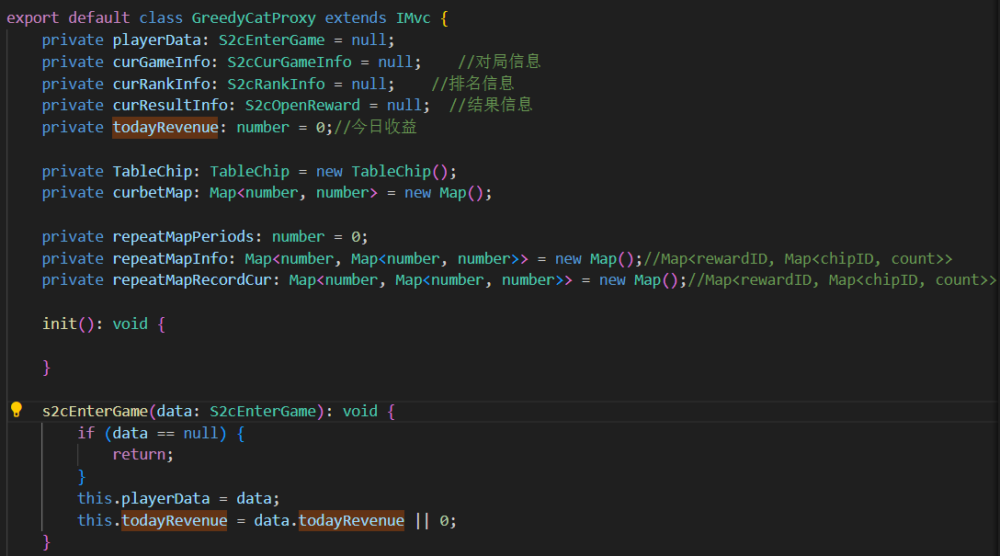 export default class GreedyCatProxy extends IMvc {
    private playerData: S2cEnterGame = null;
    private curGameInfo: S2cCurGameInfo = null;    //对局信息
    private curRankInfo: S2cRankInfo = null;    //排名信息
    private curResultInfo: S2cOpenReward = null;  //结果信息
    private todayRevenue: number = 0;//今日收益
    private TableChip: TableChip = new TableChip();
    private curbetMap: Map<number, number> = new Map();
    private repeatMapPeriods: number = 0;
    private repeatMapInfo: Map<number, Map<number, number>> = new Map();//Map<rewardID, Map<chipID, count>>
    private repeatMapRecordCur: Map<number, Map<number, number>> = new Map();//Map<rewardID, Map<chipID, count>>
    init(): void {
    }
    s2cEnterGame(data: S2cEnterGame): void {
        if (data == null) {
            return;
        }
        this.playerData = data;
        this.todayRevenue = data.todayRevenue || 0;
    }